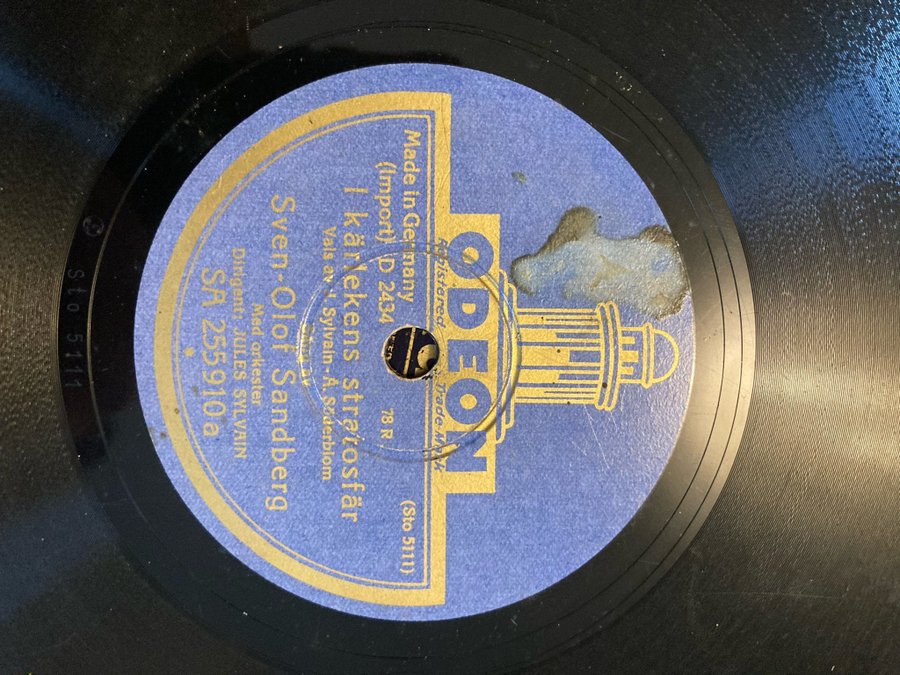 ODEON
Registered Trade-Mark
Made in Germany
(Import) D 2434
78 R
(Sto 5111)
I kärlekens stratosfär
Vals av J. Sylvain - Å. Söderblom
Sven-Olof Sandberg
Med orkester
Dirigent: JULES SYLVAIN
SA 255910a
Sto 5111